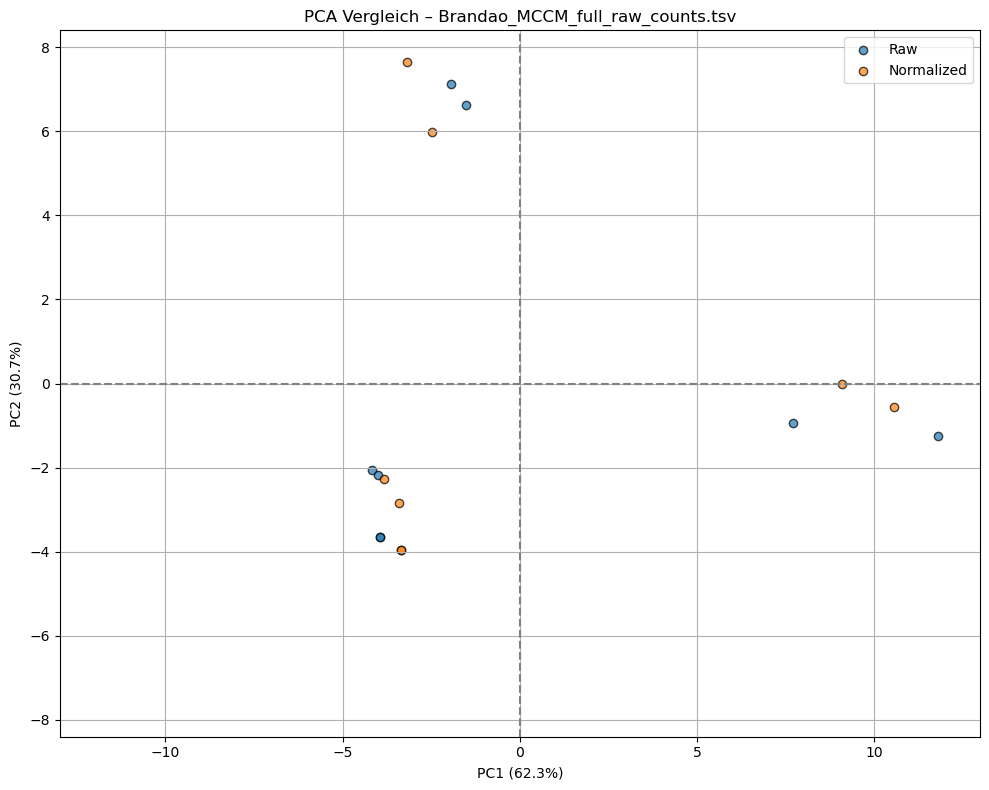 PCA Vergleich – Brandao_MCCM_full_raw_counts.tsv
Raw
Normalized
8
6
4
2
0
−2
−4
−6
−8
PC2 (30.7%)
−10
−5
0
5
10
PC1 (62.3%)